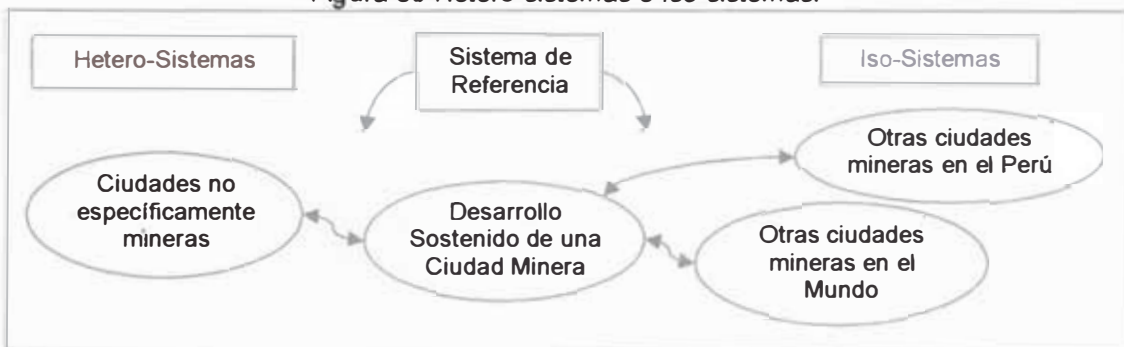 Hetero-Sistemas
Sistema de
Referencia
Iso-Sistemas
Otras ciudades
mineras en el Perú
Ciudades no
específicamente
mineras
Desarrollo
Sostenido de una
Ciudad Minera
Otras ciudades
mineras en el
Mundo